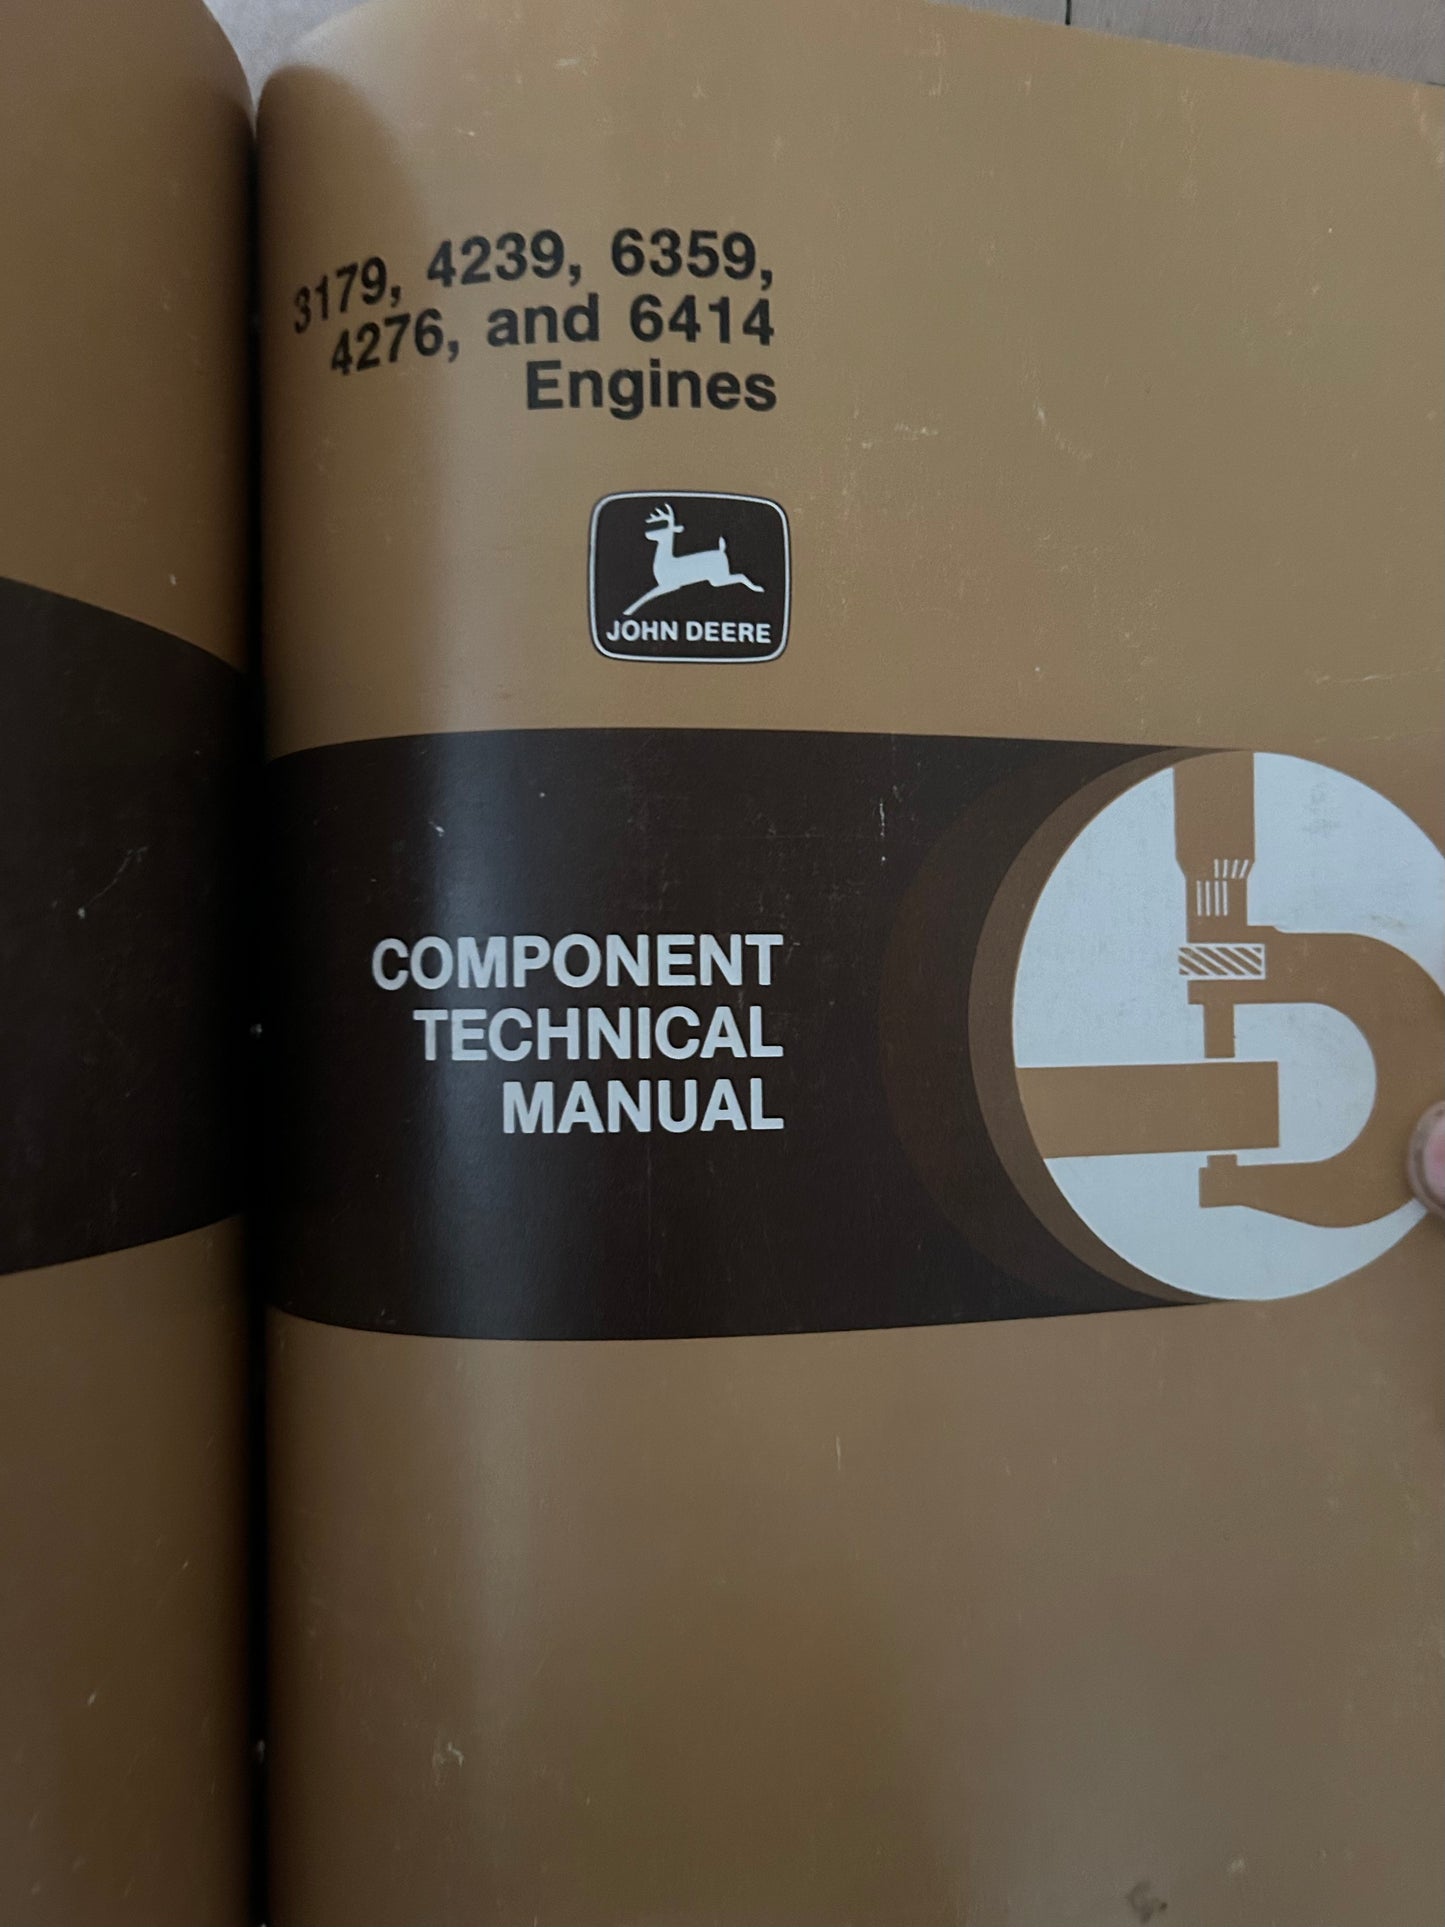 3179, 4239, 6359,
4276, and 6414
Engines
JOHN DEERE
COMPONENT
TECHNICAL
MANUAL